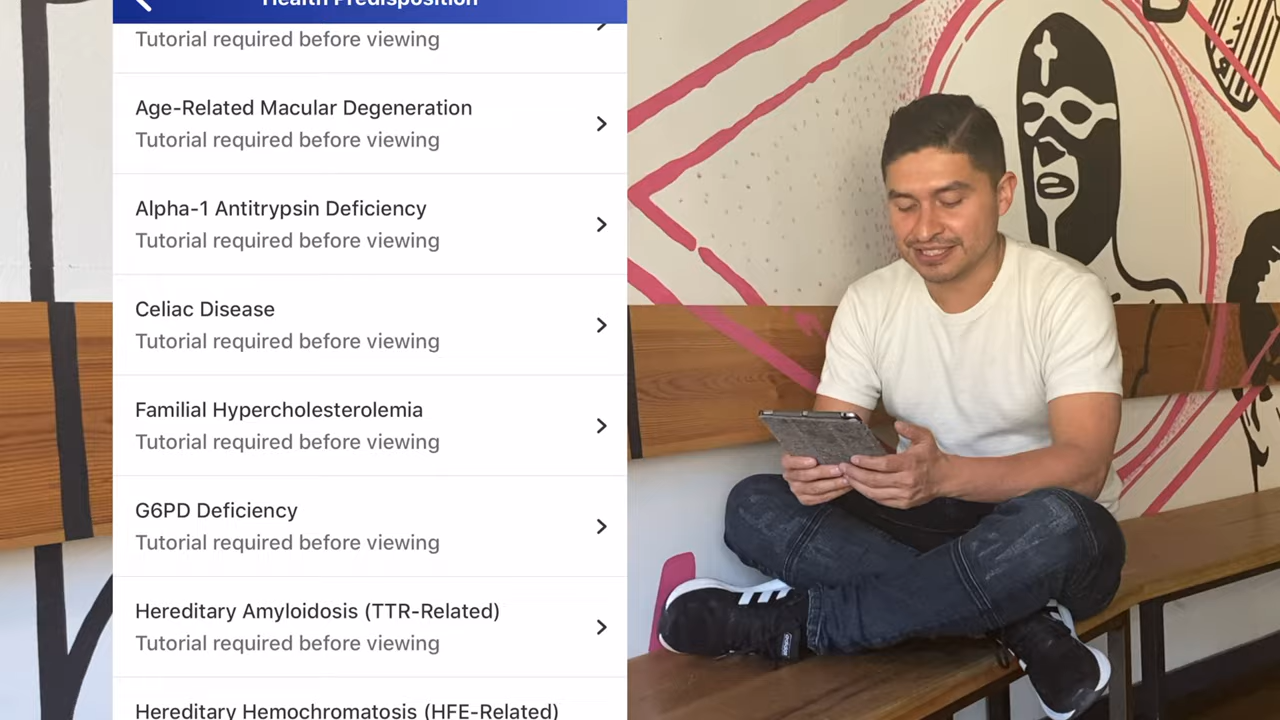 Health Predisposition
Tutorial required before viewing
Age-Related Macular Degeneration
Tutorial required before viewing
Alpha-1 Antitrypsin Deficiency
Tutorial required before viewing
Celiac Disease
Tutorial required before viewing
Familial Hypercholesterolemia
Tutorial required before viewing
G6PD Deficiency
Tutorial required before viewing
Hereditary Amyloidosis (TTR-Related)
Tutorial required before viewing
Hereditary Hemochromatosis (HFE-Related)